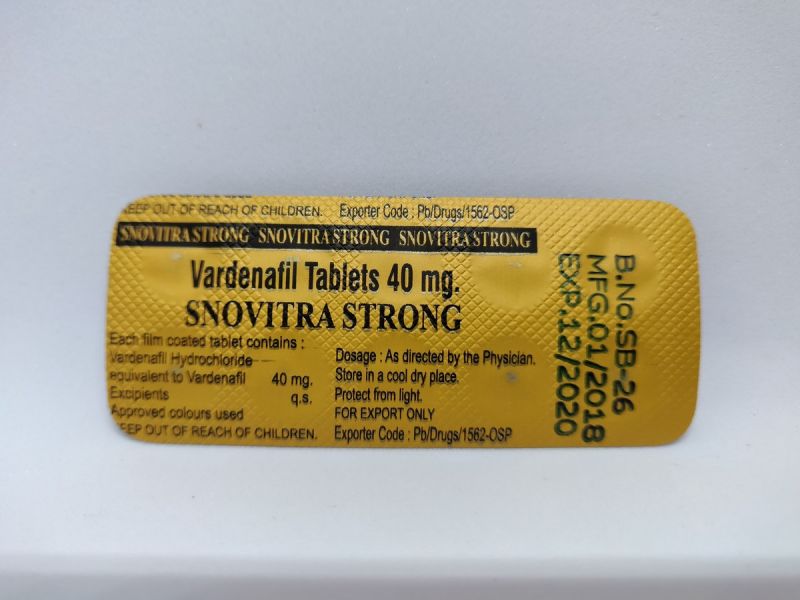 KEEP OUT OF REACH OF CHILDREN. Exporter Code : Pb/Drugs/1562-OSP
SNOVITRA STRONG SNOVITRA STRONG SNOVITRA STRONG
Vardenafil Tablets 40 mg.
SNOVITRA STRONG
Each film coated tablet contains :
Vardenafil Hydrochloride
equivalent to Vardenafil 40 mg.
Excipients q.s.
Approved colours used
KEEP OUT OF REACH OF CHILDREN.
Dosage : As directed by the Physician.
Store in a cool dry place.
Protect from light.
FOR EXPORT ONLY
Exporter Code : Pb/Drugs/1562-OSP
B.No.:SB-26
MFG.01/2018
EXP.12/2020